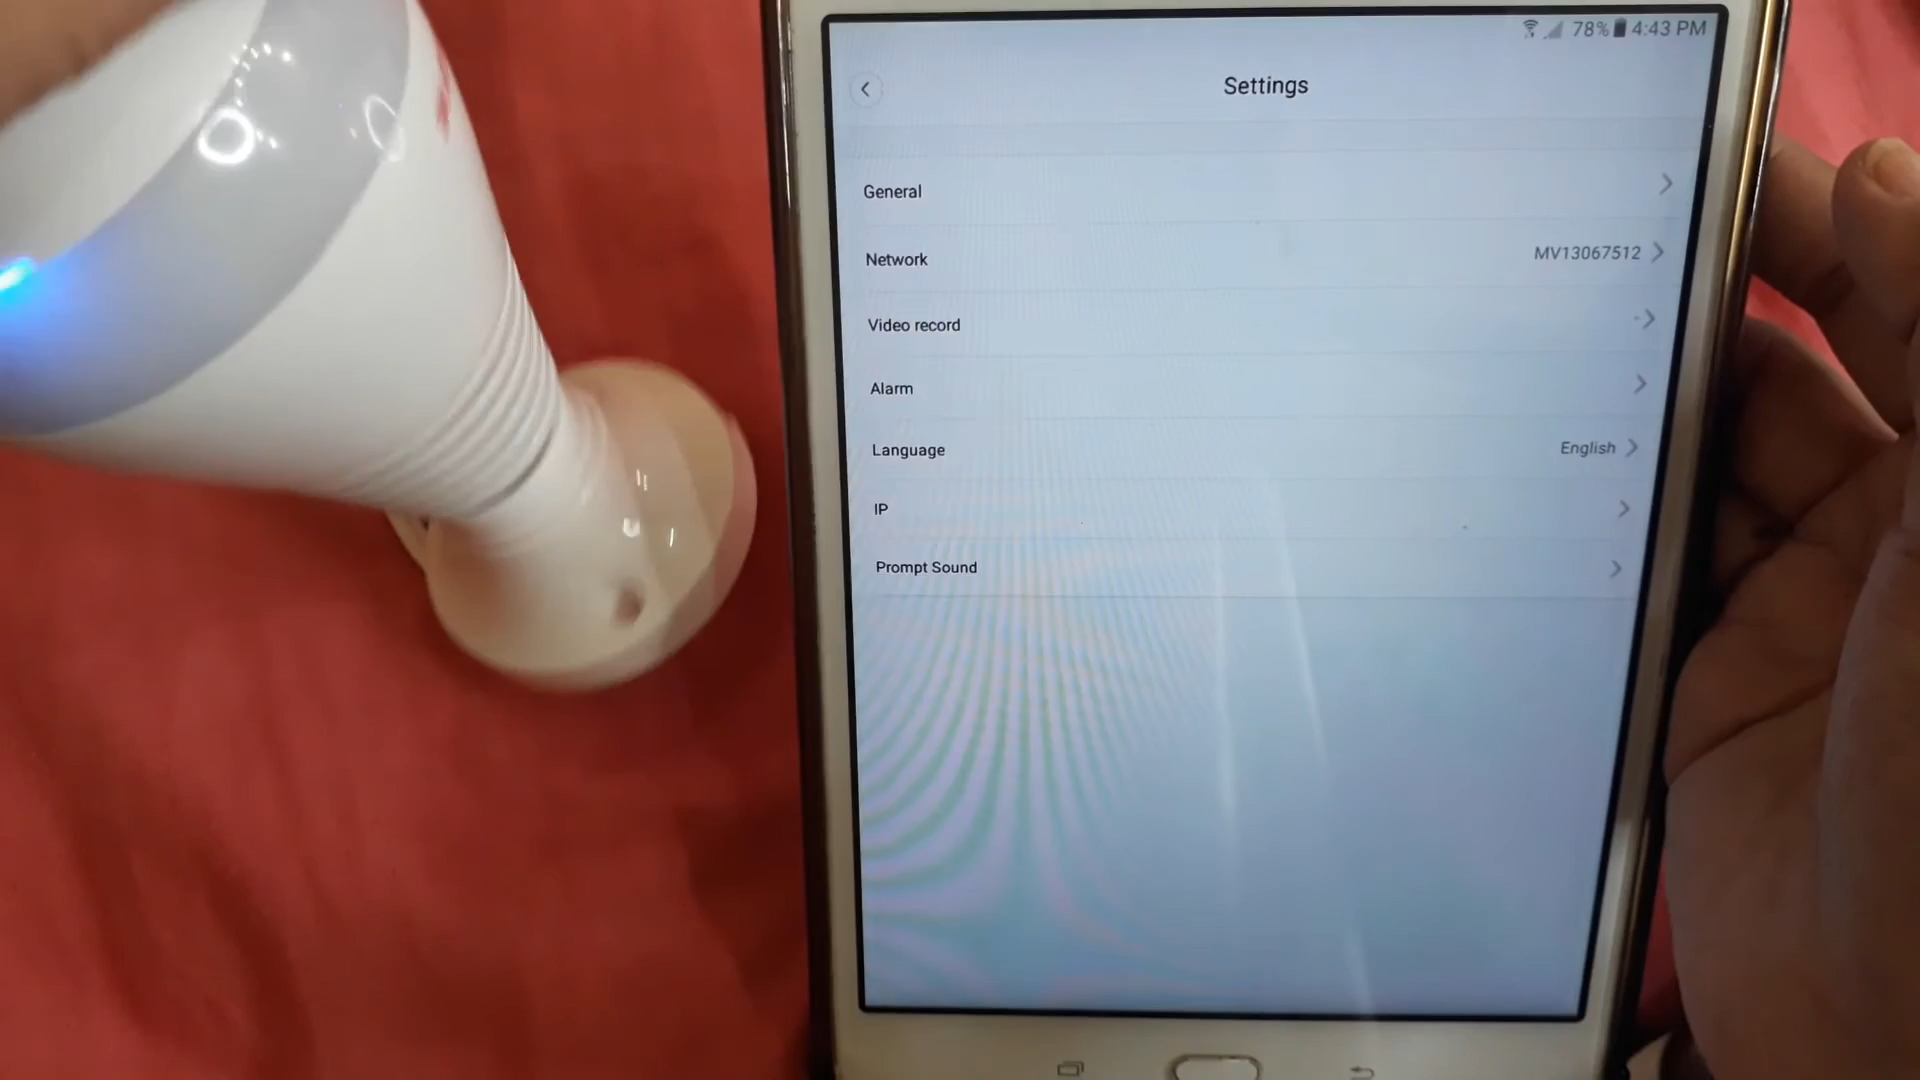 78% 4:43 PM
Settings
General
Network MV13067512
Video record
Alarm
Language English
IP
Prompt Sound